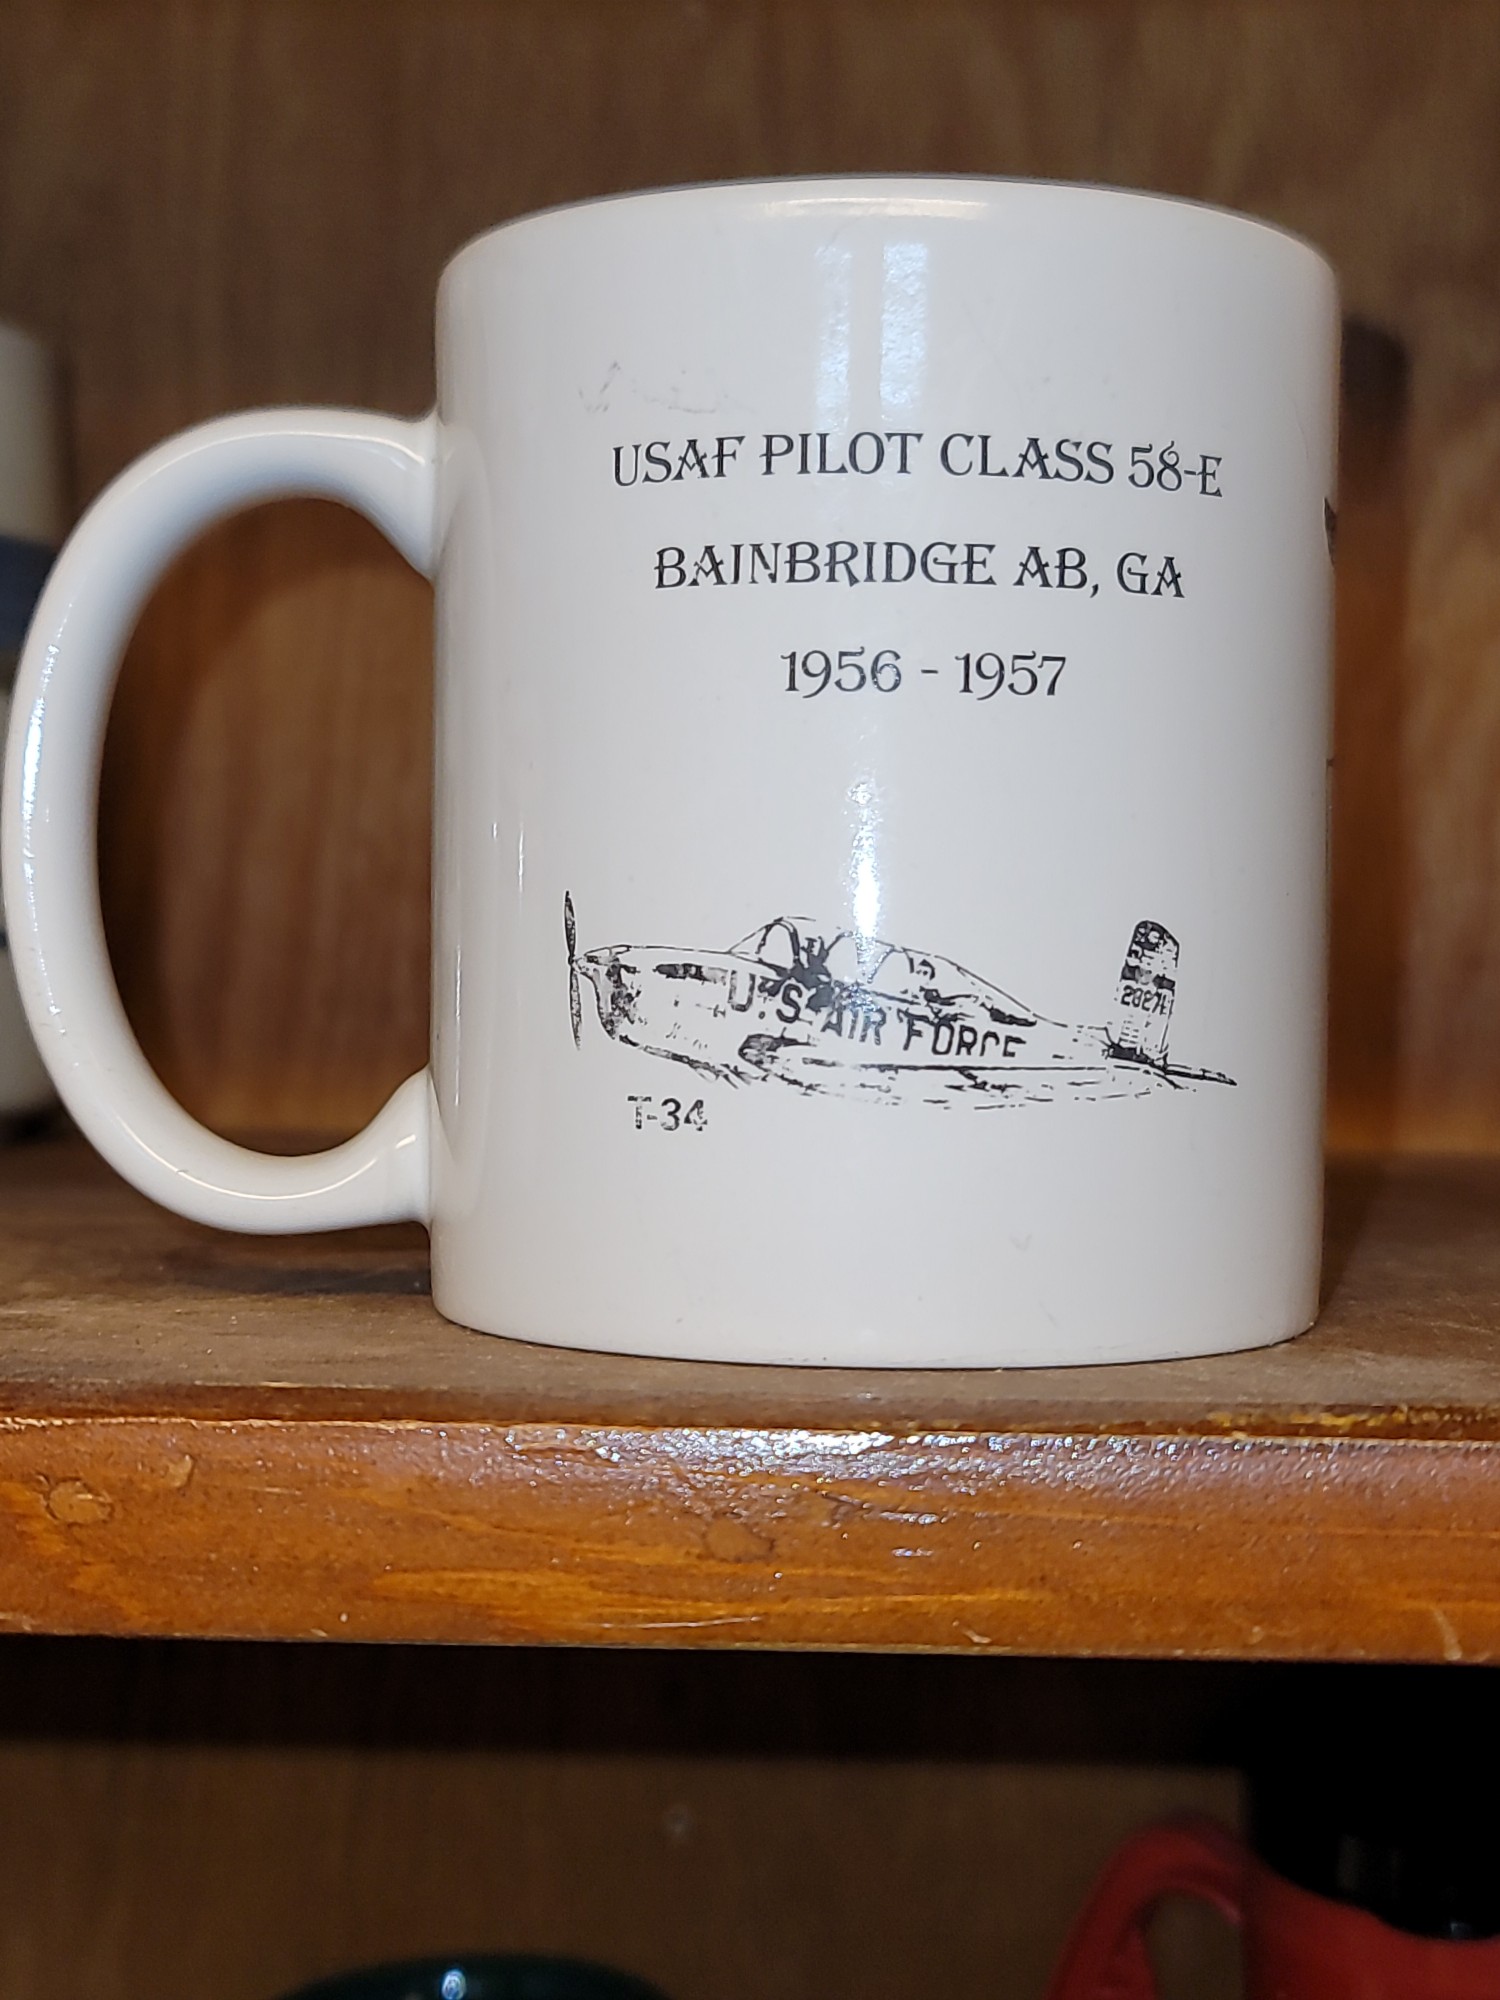 USAF PILOT CLASS 58-E
BAINBRIDGE AB, GA
1956 - 1957
U.S. AIR FORCE
T-34